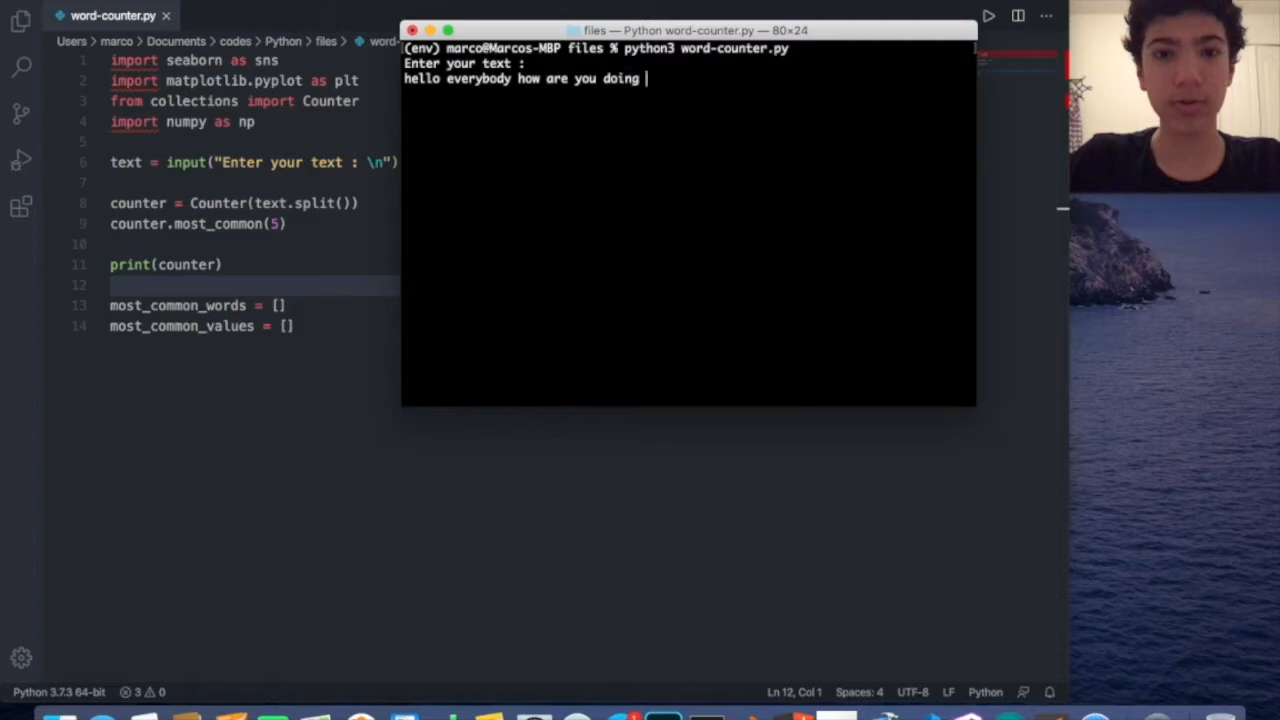 word-counter.py
Users > marco > Documents > codes > Python > files > word-
1 import seaborn as sns
2 import matplotlib.pyplot as plt
3 from collections import Counter
4 import numpy as np
5
6 text = input("Enter your text : \n")
7
8 counter = Counter(text.split())
9 counter.most_common(5)
10
11 print(counter)
12
13 most_common_words = []
14 most_common_values = []
files — Python word-counter.py — 80×24
(env) marco@Marcos-MBP files % python3 word-counter.py
Enter your text :
hello everybody how are you doing
Python 3.7.3 64-bit 3 0 Ln 12, Col 1 Spaces: 4 UTF-8 LF Python